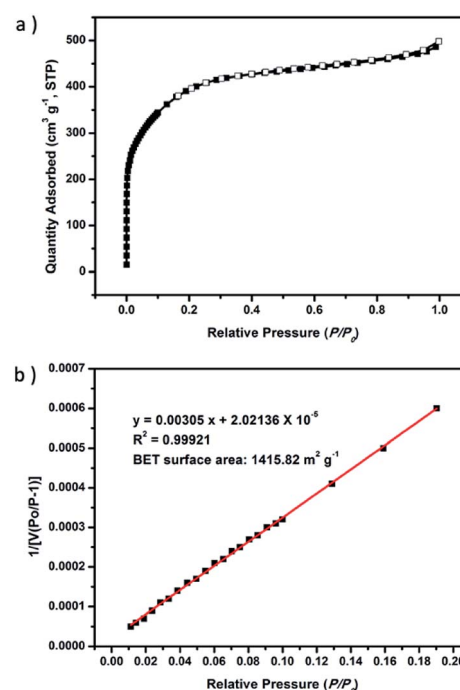 a )
500
400
300
200
100
0
Quantity Adsorbed (cm³ g⁻¹, STP)
0.0 0.2 0.4 0.6 0.8 1.0
Relative Pressure (P/P₀)
b )
0.0007
0.0006
0.0005
0.0004
0.0003
0.0002
0.0001
0.0000
1/[V(Po/P-1)]
y = 0.00305 x + 2.02136 X 10⁻⁵
R² = 0.99921
BET surface area: 1415.82 m² g⁻¹
0.00 0.02 0.04 0.06 0.08 0.10 0.12 0.14 0.16 0.18 0.20
Relative Pressure (P/P₀)